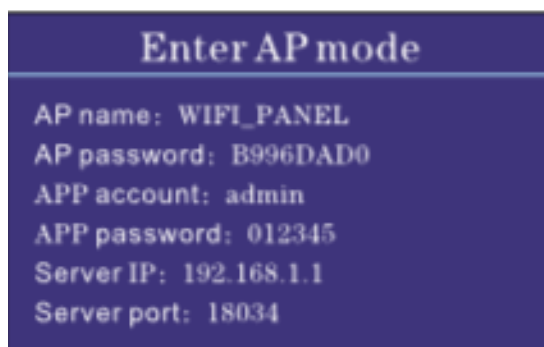 Enter AP mode
AP name：WIFI_PANEL
AP password：B996DAD0
APP account：admin
APP password：012345
Server IP：192.168.1.1
Server port：18034